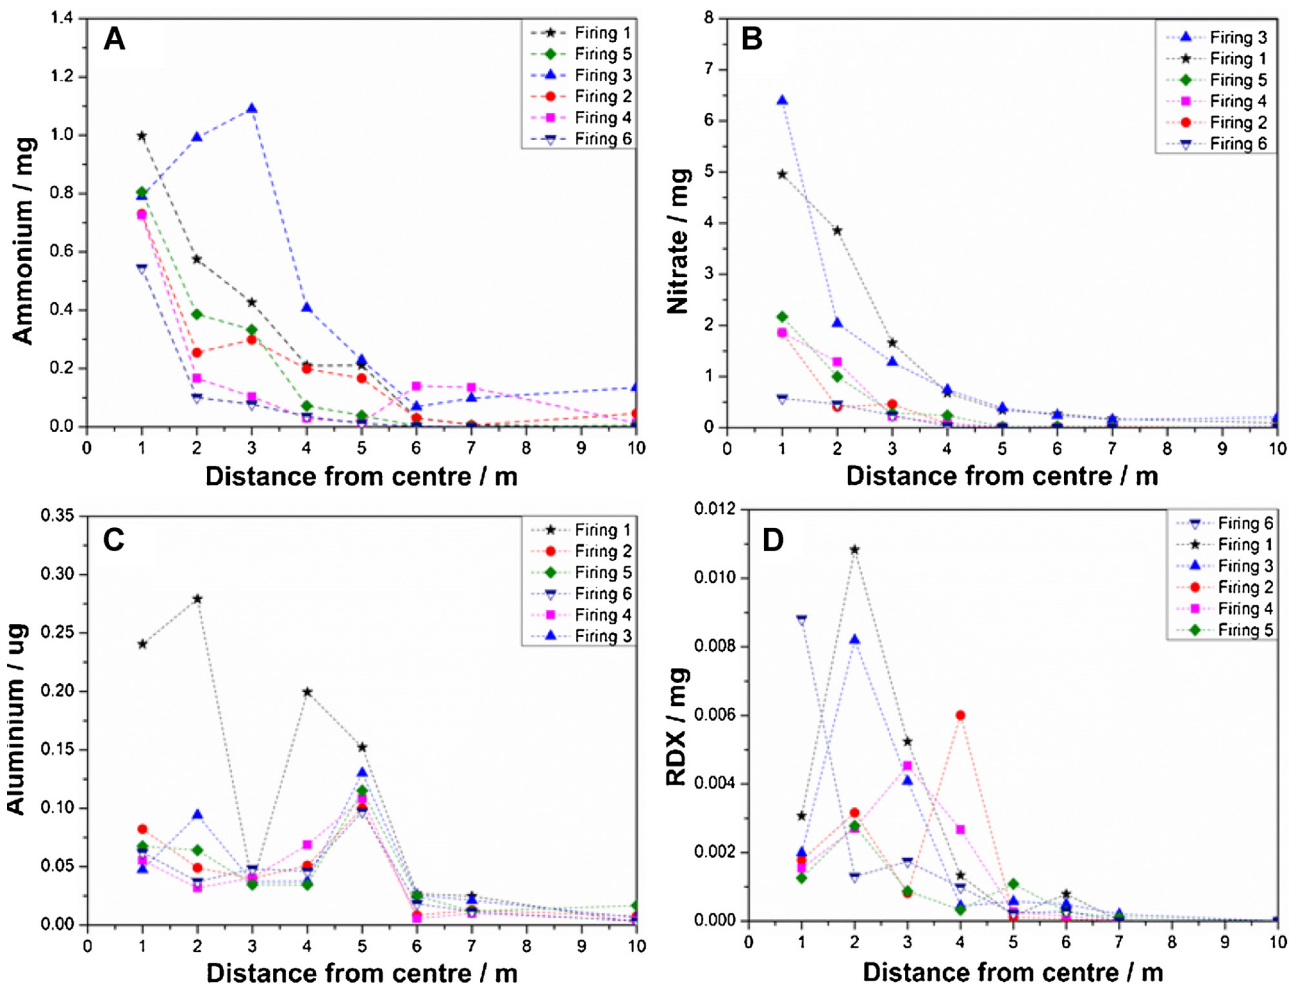 A
Ammonium / mg
1.4
1.2
1.0
0.8
0.6
0.4
0.2
0.0
0 1 2 3 4 5 6 7 8 9 10
Distance from centre / m
Firing 1
Firing 5
Firing 3
Firing 2
Firing 4
Firing 6
B
Nitrate / mg
8
7
6
5
4
3
2
1
0
0 1 2 3 4 5 6 7 8 9 10
Distance from centre / m
Firing 3
Firing 1
Firing 5
Firing 4
Firing 2
Firing 6
C
Aluminium / ug
0.35
0.30
0.25
0.20
0.15
0.10
0.05
0.00
0 1 2 3 4 5 6 7 8 9 10
Distance from centre / m
Firing 1
Firing 2
Firing 5
Firing 6
Firing 4
Firing 3
D
RDX / mg
0.012
0.010
0.008
0.006
0.004
0.002
0.000
0 1 2 3 4 5 6 7 8 9 10
Distance from centre / m
Firing 6
Firing 1
Firing 3
Firing 2
Firing 4
Firing 5